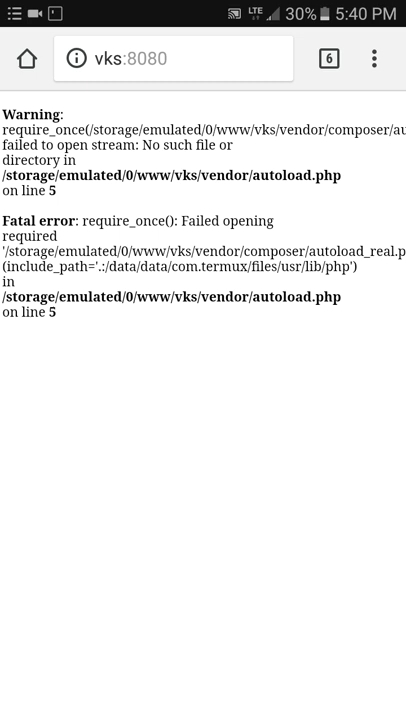 LTE 30% 5:40 PM
vks:8080 6
Warning:
require_once(/storage/emulated/0/www/vks/vendor/composer/au
failed to open stream: No such file or
directory in
/storage/emulated/0/www/vks/vendor/autoload.php
on line 5
Fatal error: require_once(): Failed opening
required
'/storage/emulated/0/www/vks/vendor/composer/autoload_real.p
(include_path='.:/data/data/com.termux/files/usr/lib/php')
in
/storage/emulated/0/www/vks/vendor/autoload.php
on line 5